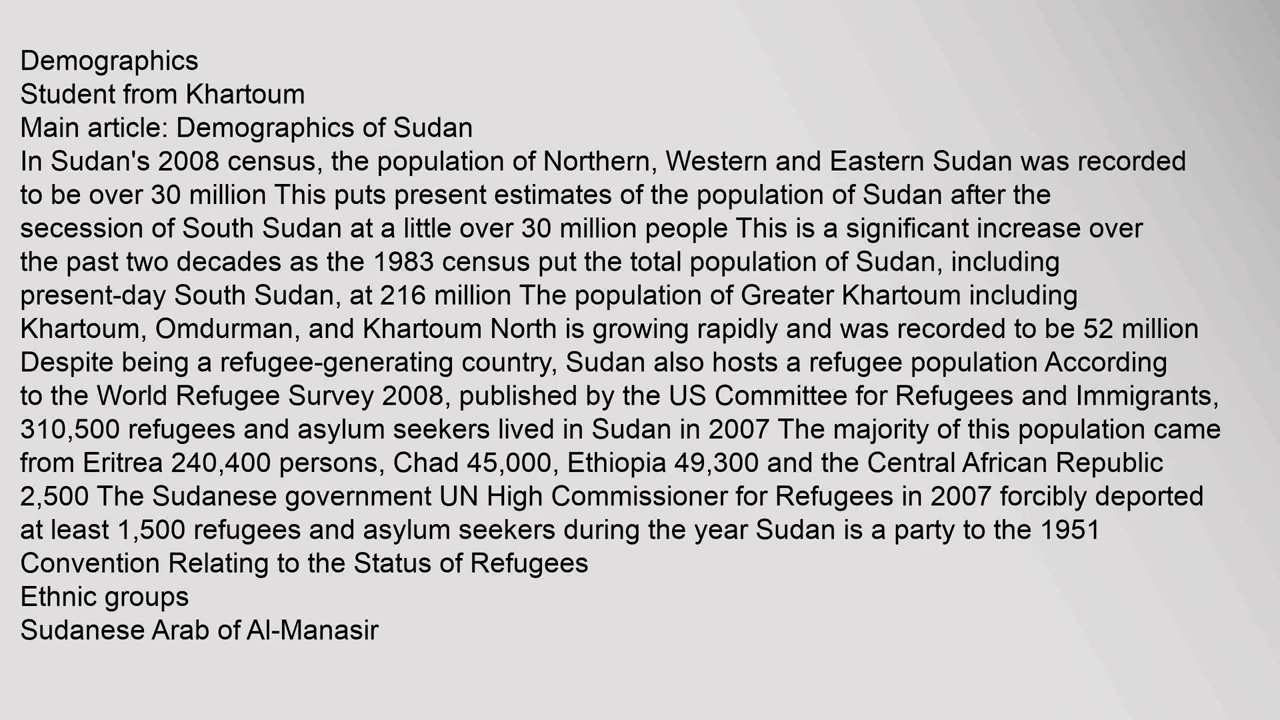 Demographics
Student from Khartoum
Main article: Demographics of Sudan
In Sudan's 2008 census, the population of Northern, Western and Eastern Sudan was recorded
to be over 30 million This puts present estimates of the population of Sudan after the
secession of South Sudan at a little over 30 million people This is a significant increase over
the past two decades as the 1983 census put the total population of Sudan, including
present-day South Sudan, at 216 million The population of Greater Khartoum including
Khartoum, Omdurman, and Khartoum North is growing rapidly and was recorded to be 52 million
Despite being a refugee-generating country, Sudan also hosts a refugee population According
to the World Refugee Survey 2008, published by the US Committee for Refugees and Immigrants,
310,500 refugees and asylum seekers lived in Sudan in 2007 The majority of this population came
from Eritrea 240,400 persons, Chad 45,000, Ethiopia 49,300 and the Central African Republic
2,500 The Sudanese government UN High Commissioner for Refugees in 2007 forcibly deported
at least 1,500 refugees and asylum seekers during the year Sudan is a party to the 1951
Convention Relating to the Status of Refugees
Ethnic groups
Sudanese Arab of Al-Manasir